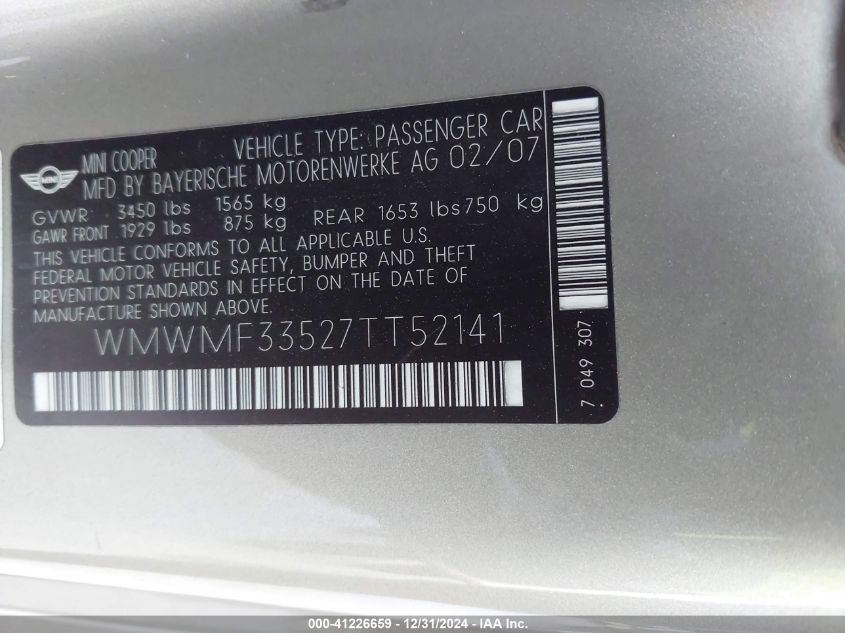 MINI
MINI COOPER VEHICLE TYPE: PASSENGER CAR
MFD BY BAYERISCHE MOTORENWERKE AG 02/07
GVWR 3450 lbs 1565 kg
GAWR FRONT 1929 lbs 875 kg REAR 1653 lbs 750 kg
THIS VEHICLE CONFORMS TO ALL APPLICABLE U.S.
FEDERAL MOTOR VEHICLE SAFETY, BUMPER AND THEFT
PREVENTION STANDARDS IN EFFECT ON THE DATE OF
MANUFACTURE SHOWN ABOVE.
WMWMF33527TT52141
7 049 307
000-41226659 - 12/31/2024 - IAA Inc.